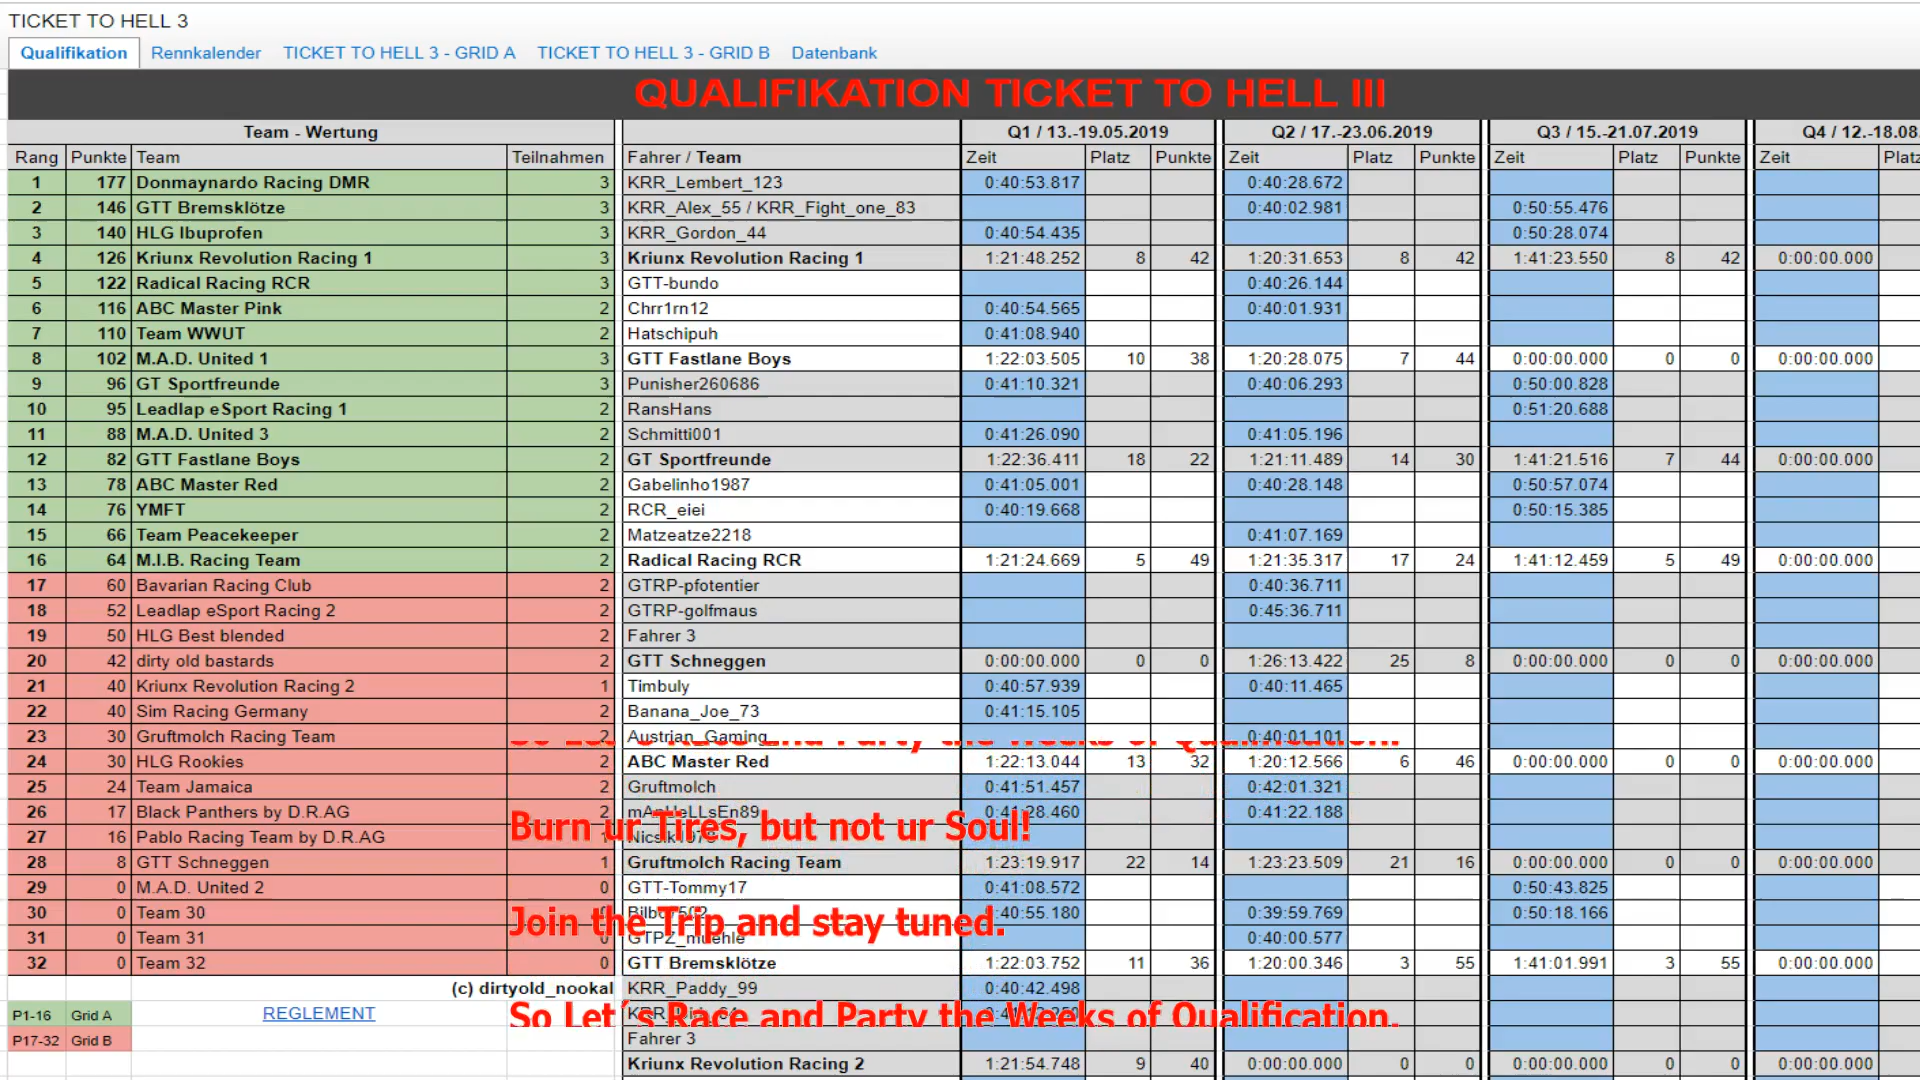 TICKET TO HELL 3
Qualifikation Rennkalender TICKET TO HELL 3 - GRID A TICKET TO HELL 3 - GRID B Datenbank
QUALIFIKATION TICKET TO HELL III
Team - Wertung Q1 / 13.-19.05.2019 Q2 / 17.-23.06.2019 Q3 / 15.-21.07.2019 Q4 / 12.-18.08.
Rang Punkte Team Teilnahmen Fahrer / Team Zeit Platz Punkte Zeit Platz Punkte Zeit Platz Punkte Zeit Platz
1 177 Donmaynardo Racing DMR 3 KRR_Lembert_123 0:40:53.817 0:40:28.672
2 146 GTT Bremsklötze 3 KRR_Alex_55 / KRR_Fight_one_83 0:40:02.981 0:50:55.476
3 140 HLG Ibuprofen 3 KRR_Gordon_44 0:40:54.435 0:50:28.074
4 126 Kriunx Revolution Racing 1 3 Kriunx Revolution Racing 1 1:21:48.252 8 42 1:20:31.653 8 42 1:41:23.550 8 42 0:00:00.000
5 122 Radical Racing RCR 3 GTT-bundo 0:40:26.144
6 116 ABC Master Pink 2 Chrr1rn12 0:40:54.565 0:40:01.931
7 110 Team WWUT 2 Hatschipuh 0:41:08.940
8 102 M.A.D. United 1 3 GTT Fastlane Boys 1:22:03.505 10 38 1:20:28.075 7 44 0:00:00.000 0 0 0:00:00.000
9 96 GT Sportfreunde 3 Punisher260686 0:41:10.321 0:40:06.293 0:50:00.828
10 95 Leadlap eSport Racing 1 2 RansHans 0:51:20.688
11 88 M.A.D. United 3 2 Schmitti001 0:41:26.090 0:41:05.196
12 82 GTT Fastlane Boys 2 GT Sportfreunde 1:22:36.411 18 22 1:21:11.489 14 30 1:41:21.516 7 44 0:00:00.000
13 78 ABC Master Red 2 Gabelinho1987 0:41:05.001 0:40:28.148 0:50:57.074
14 76 YMFT 2 RCR_eiei 0:40:19.668 0:50:15.385
15 66 Team Peacekeeper 2 Matzeatze2218 0:41:07.169
16 64 M.I.B. Racing Team 2 Radical Racing RCR 1:21:24.669 5 49 1:21:35.317 17 24 1:41:12.459 5 49 0:00:00.000
17 60 Bavarian Racing Club 2 GTRP-pfotentier 0:40:36.711
18 52 Leadlap eSport Racing 2 2 GTRP-golfmaus 0:45:36.711
19 50 HLG Best blended 2 Fahrer 3
20 42 dirty old bastards 2 GTT Schneggen 0:00:00.000 0 0 1:26:13.422 25 8 0:00:00.000 0 0 0:00:00.000
21 40 Kriunx Revolution Racing 2 1 Timbuly 0:40:57.939 0:40:11.465
22 40 Sim Racing Germany 2 Banana_Joe_73 0:41:15.105
23 30 Gruftmolch Racing Team 2 Austrian_Gaming 0:40:01.101
24 30 HLG Rookies 2 ABC Master Red 1:22:13.044 13 32 1:20:12.566 6 46 0:00:00.000 0 0 0:00:00.000
25 24 Team Jamaica 2 Gruftmolch 0:41:51.457 0:42:01.321
26 17 Black Panthers by D.R.AG 2 mAnHeLLsEn89 0:41:28.460 0:41:22.188
Burn ur Tires, but not ur Soul!
27 16 Pablo Racing Team by D.R.AG
28 8 GTT Schneggen 1 Gruftmolch Racing Team 1:23:19.917 22 14 1:23:23.509 21 16 0:00:00.000 0 0 0:00:00.000
29 0 M.A.D. United 2 0 GTT-Tommy17 0:41:08.572 0:50:43.825
30 0 Team 30 0:40:55.180 0:39:59.769 0:50:18.166
Join the Trip and stay tuned.
31 0 Team 31 0 GTPZ_muehle 0:40:00.577
32 0 Team 32 0 GTT Bremsklötze 1:22:03.752 11 36 1:20:00.346 3 55 1:41:01.991 3 55 0:00:00.000
(c) dirtyold_nookal KRR_Paddy_99 0:40:42.498
P1-16 Grid A REGLEMENT
So Let´s Race and Party the Weeks of Qualification.
P17-32 Grid B Fahrer 3
Kriunx Revolution Racing 2 1:21:54.748 9 40 0:00:00.000 0 0 0:00:00.000 0 0 0:00:00.000